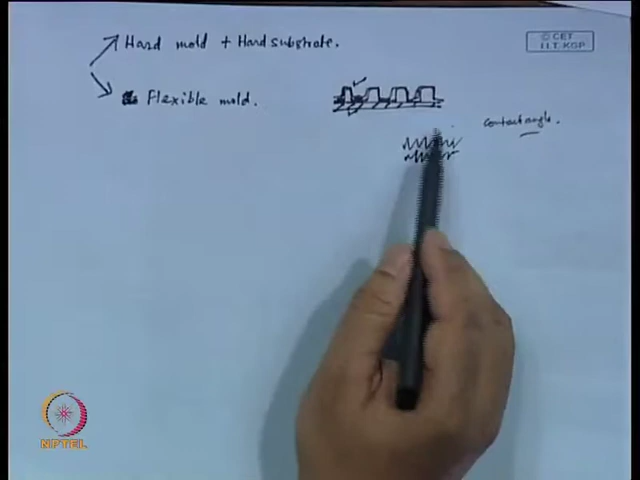 Hard mold + Hard substrate.
© CET
I.I.T. KGP
Flexible mold.
contact angle.
NPTEL